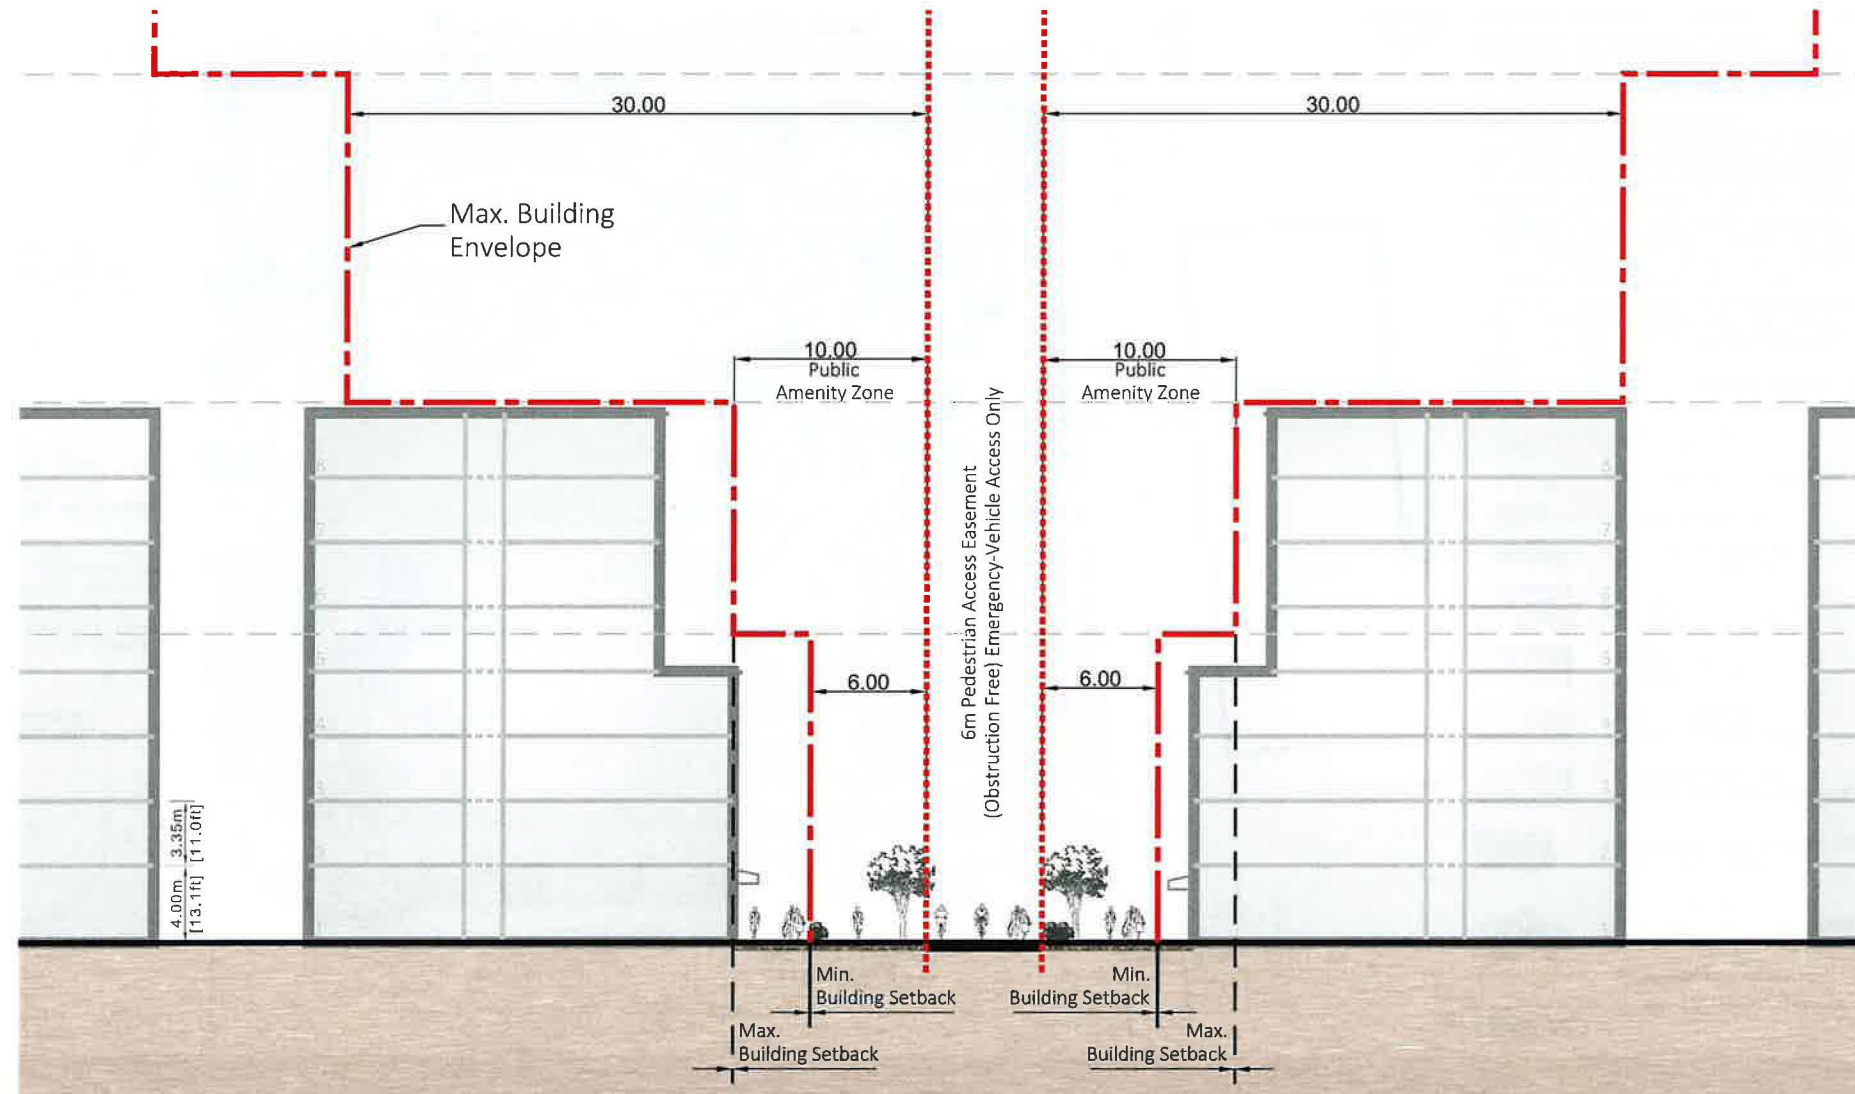 30.00
30.00
Max. Building
Envelope
10.00
Public
Amenity Zone
10.00
Public
Amenity Zone
6m Pedestrian Access Easement
(Obstruction Free) Emergency-Vehicle Access Only
6.00
6.00
3.35m
[11.0ft]
4.00m
[13.1ft]
Min.
Building Setback
Min.
Building Setback
Max.
Building Setback
Max.
Building Setback